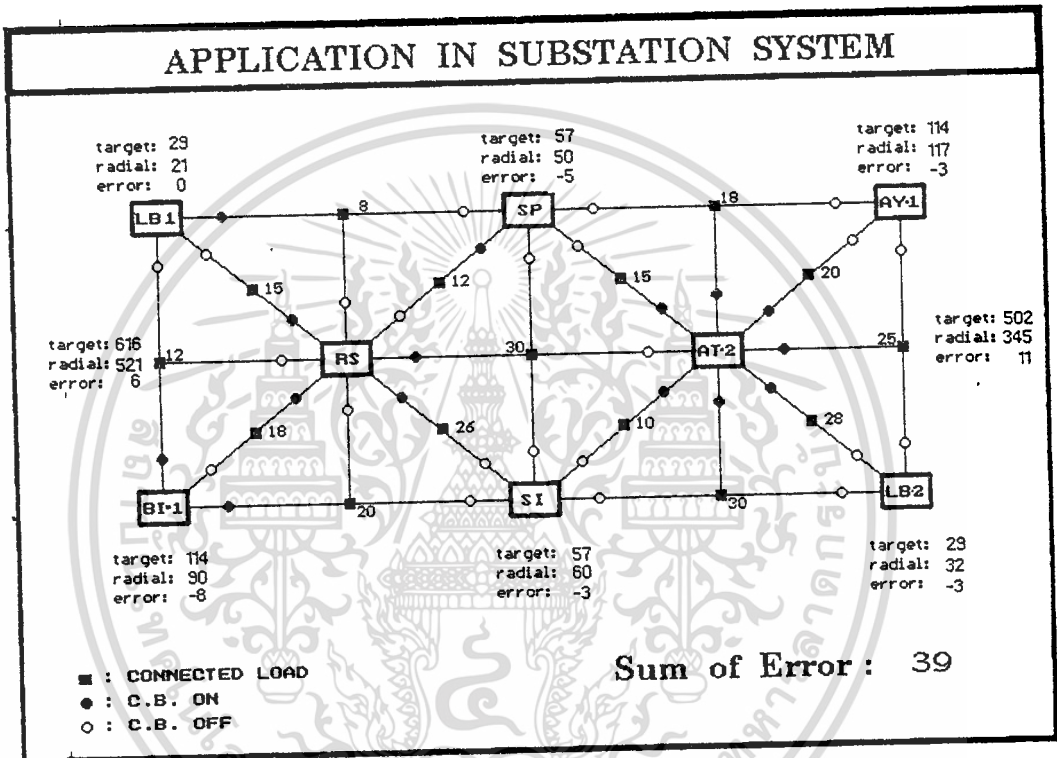 APPLICATION IN SUBSTATION SYSTEM
target: 29
radial: 21
error: 0
target: 57
radial: 50
error: -5
target: 114
radial: 117
error: -3
LB1
8
SP
18
AY-1
15
12
15
20
target: 616
radial: 521
error: 6
12
RS
30
AT-2
25
target: 502
radial: 345
error: 11
18
26
10
28
BI-1
20
SI
30
LB-2
target: 114
radial: 90
error: -8
target: 57
radial: 60
error: -3
target: 29
radial: 32
error: -3
■ : CONNECTED LOAD
● : C.B. ON
○ : C.B. OFF
Sum of Error : 39